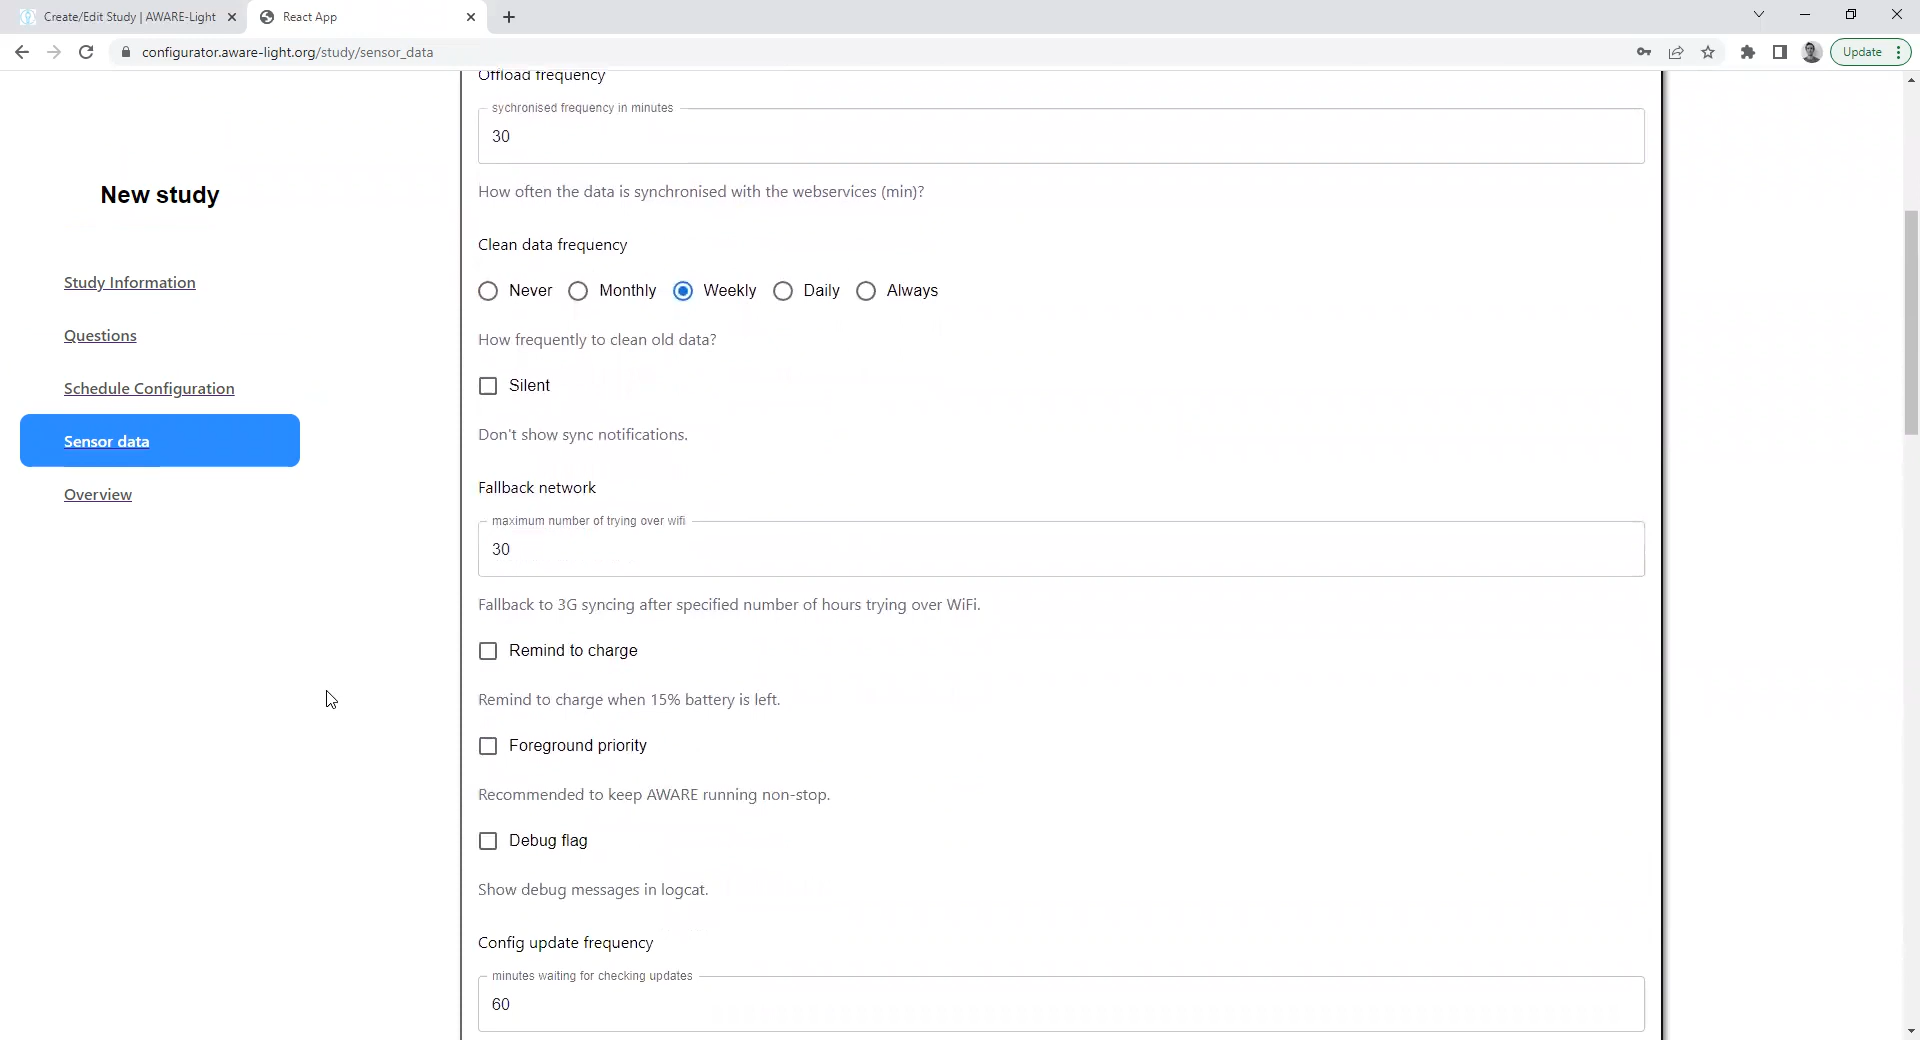 Create/Edit Study | AWARE-Light
React App
configurator.aware-light.org/study/sensor_data
Update
New study
Study Information
Questions
Schedule Configuration
Sensor data
Overview
Offload frequency
sychronised frequency in minutes
30
How often the data is synchronised with the webservices (min)?
Clean data frequency
Never Monthly Weekly Daily Always
How frequently to clean old data?
Silent
Don't show sync notifications.
Fallback network
maximum number of trying over wifi
30
Fallback to 3G syncing after specified number of hours trying over WiFi.
Remind to charge
Remind to charge when 15% battery is left.
Foreground priority
Recommended to keep AWARE running non-stop.
Debug flag
Show debug messages in logcat.
Config update frequency
minutes waiting for checking updates
60